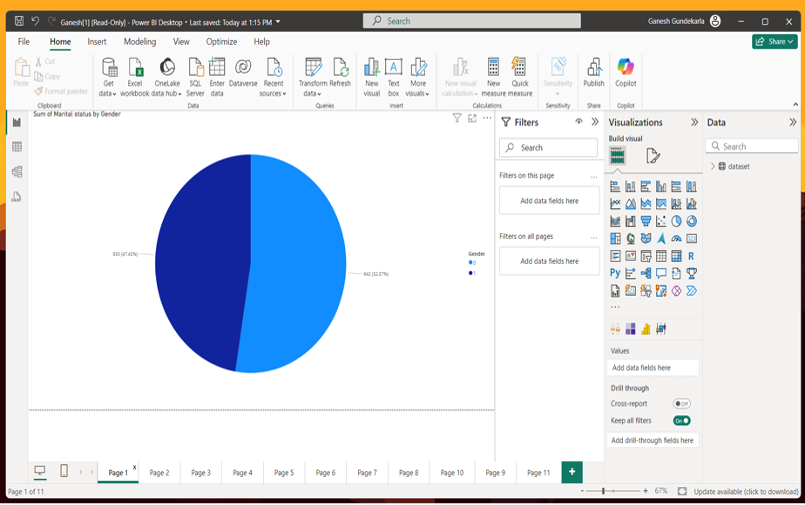 Ganesh[1] [Read-Only] - Power BI Desktop • Last saved: Today at 1:15 PM
Search
Ganesh Gundekarla
File Home Insert Modeling View Optimize Help
Share
Paste
Cut
Copy
Format painter
Get data
Excel workbook
OneLake data hub
SQL Server
Enter data
Dataverse
Recent sources
Transform data
Refresh
New visual
Text box
More visuals
New visual calculation
New measure
Quick measure
Sensitivity
Publish
Copilot
Clipboard
Data
Queries
Insert
Calculations
Sensitivity
Share
Copilot
Sum of Marital status by Gender
850 (47.43%)
942 (52.57%)
Gender
0
1
Filters
Search
Filters on this page
...
Add data fields here
Filters on all pages
...
Add data fields here
Visualizations
Build visual
R
Py
...
Values
Add data fields here
Drill through
Cross-report
Off
Keep all filters
On
Add drill-through fields here
Data
Search
dataset
Page 1 Page 2 Page 3 Page 4 Page 5 Page 6 Page 7 Page 8 Page 10 Page 9 Page 11 +
Page 1 of 11
- + 67%
Update available (click to download)